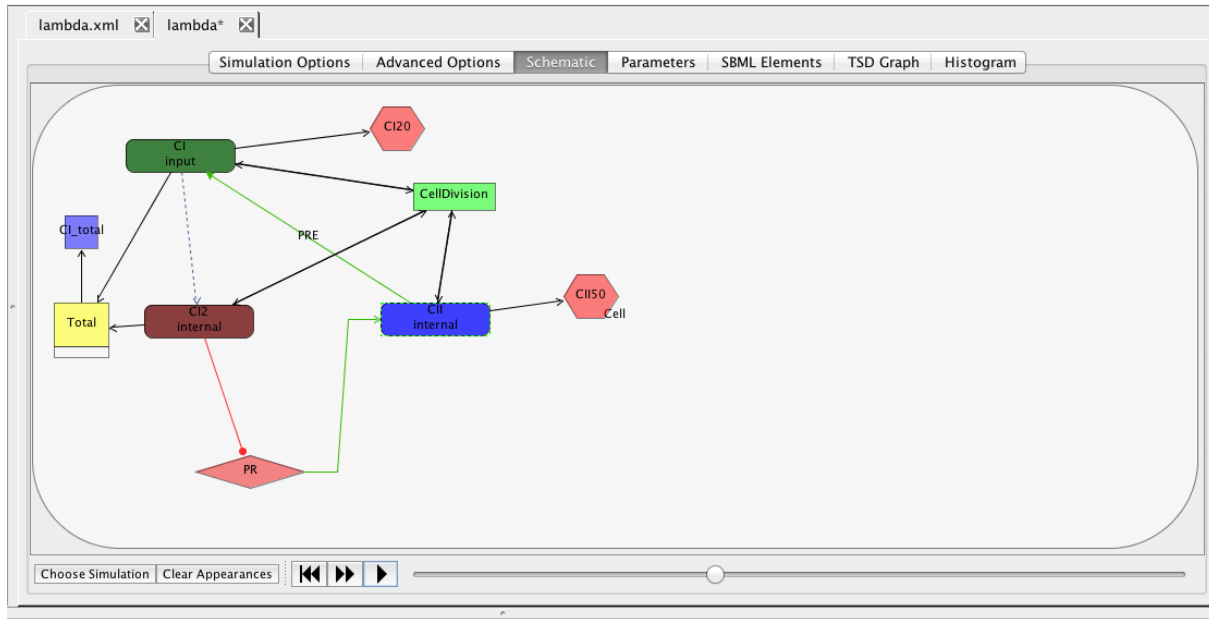 lambda.xml
lambda*
Simulation Options
Advanced Options
Schematic
Parameters
SBML Elements
TSD Graph
Histogram
CI20
CI
input
CellDivision
CI_total
PRE
CII50
Cell
Total
CI2
internal
CII
internal
PR
Choose Simulation
Clear Appearances